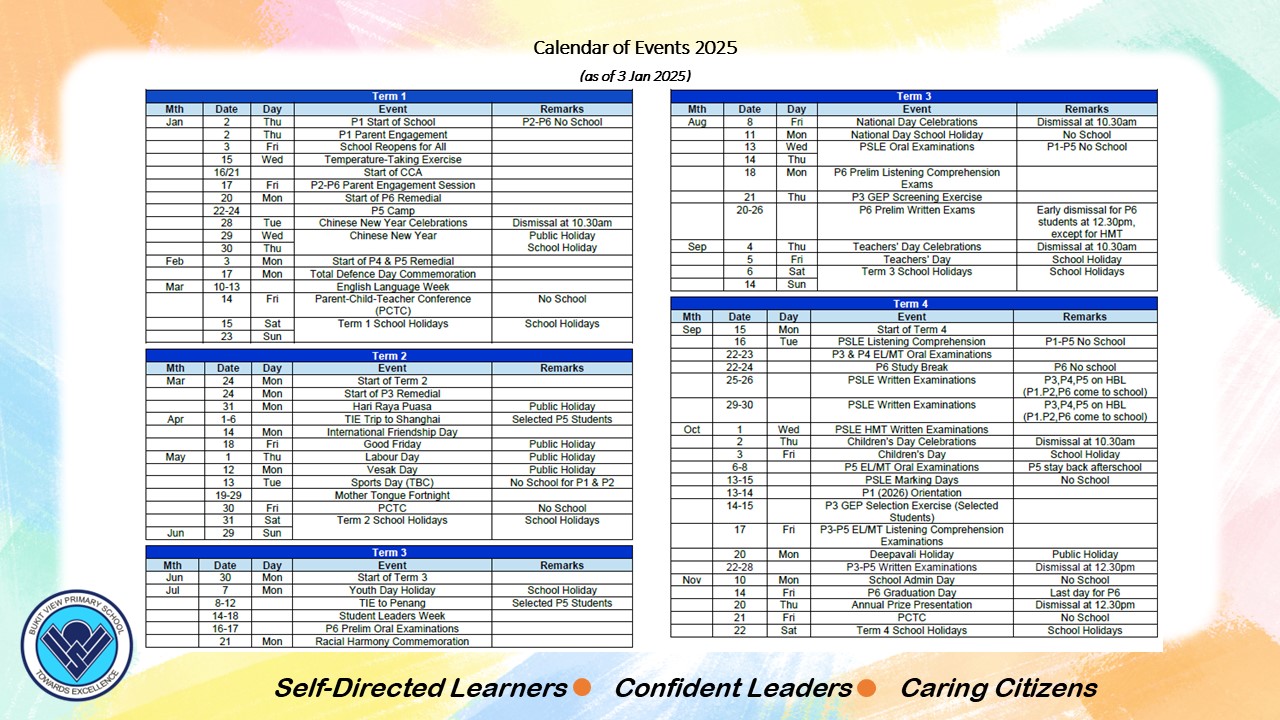 Calendar of Events 2025
(as of 3 Jan 2025)
Term 1
Mth Date Day Event Remarks
Jan 2 Thu P1 Start of School P2-P6 No School
2 Thu P1 Parent Engagement
3 Fri School Reopens for All
15 Wed Temperature-Taking Exercise
16/21 Start of CCA
17 Fri P2-P6 Parent Engagement Session
20 Mon Start of P6 Remedial
22-24 P5 Camp
28 Tue Chinese New Year Celebrations Dismissal at 10.30am
29 Wed Chinese New Year Public Holiday
30 Thu School Holiday
Feb 3 Mon Start of P4 & P5 Remedial
17 Mon Total Defence Day Commemoration
Mar 10-13 English Language Week
14 Fri Parent-Child-Teacher Conference No School
(PCTC)
15 Sat Term 1 School Holidays School Holidays
23 Sun
Term 2
Mth Date Day Event Remarks
Mar 24 Mon Start of Term 2
24 Mon Start of P3 Remedial
31 Mon Hari Raya Puasa Public Holiday
Apr 1-6 TIE Trip to Shanghai Selected P5 Students
14 Mon International Friendship Day
18 Fri Good Friday Public Holiday
May 1 Thu Labour Day Public Holiday
12 Mon Vesak Day Public Holiday
13 Tue Sports Day (TBC) No School for P1 & P2
19-29 Mother Tongue Fortnight
30 Fri PCTC No School
31 Sat Term 2 School Holidays School Holidays
Jun 29 Sun
Term 3
Mth Date Day Event Remarks
Jun 30 Mon Start of Term 3
Jul 7 Mon Youth Day Holiday School Holiday
8-12 TIE to Penang Selected P5 Students
14-18 Student Leaders Week
16-17 P6 Prelim Oral Examinations
21 Mon Racial Harmony Commemoration
Term 3
Mth Date Day Event Remarks
Aug 8 Fri National Day Celebrations Dismissal at 10.30am
11 Mon National Day School Holiday No School
13 Wed PSLE Oral Examinations P1-P5 No School
14 Thu
18 Mon P6 Prelim Listening Comprehension
Exams
21 Thu P3 GEP Screening Exercise
20-26 P6 Prelim Written Exams Early dismissal for P6
students at 12.30pm,
except for HMT
Sep 4 Thu Teachers' Day Celebrations Dismissal at 10.30am
5 Fri Teachers' Day School Holiday
6 Sat Term 3 School Holidays School Holidays
14 Sun
Term 4
Mth Date Day Event Remarks
Sep 15 Mon Start of Term 4
16 Tue PSLE Listening Comprehension P1-P5 No School
22-23 P3 & P4 EL/MT Oral Examinations
22-24 P6 Study Break P6 No school
25-26 PSLE Written Examinations P3,P4,P5 on HBL
(P1.P2,P6 come to school)
29-30 PSLE Written Examinations P3,P4,P5 on HBL
(P1.P2,P6 come to school)
Oct 1 Wed PSLE HMT Written Examinations
2 Thu Children's Day Celebrations Dismissal at 10.30am
3 Fri Children's Day School Holiday
6-8 P5 EL/MT Oral Examinations P5 stay back afterschool
13-15 PSLE Marking Days No School
13-14 P1 (2026) Orientation
14-15 P3 GEP Selection Exercise (Selected
Students)
17 Fri P3-P5 EL/MT Listening Comprehension
Examinations
20 Mon Deepavali Holiday Public Holiday
22-28 P3-P5 Written Examinations Dismissal at 12.30pm
Nov 10 Mon School Admin Day No School
14 Fri P6 Graduation Day Last day for P6
20 Thu Annual Prize Presentation Dismissal at 12.30pm
21 Fri PCTC No School
22 Sat Term 4 School Holidays School Holidays
BUKIT VIEW PRIMARY SCHOOL
TOWARDS EXCELLENCE
Self-Directed Learners Confident Leaders Caring Citizens